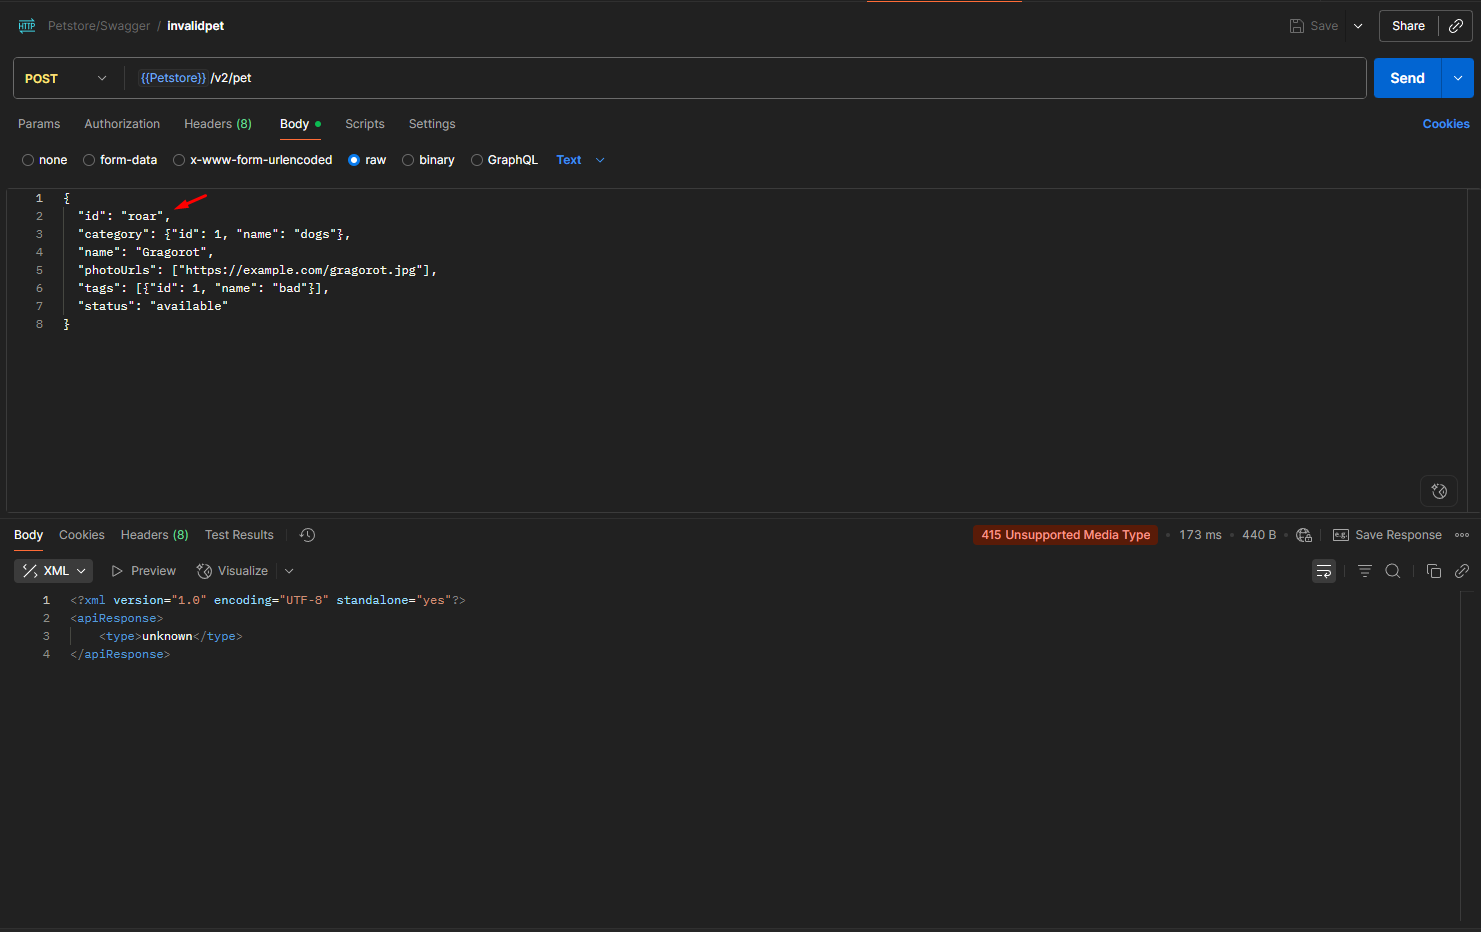 HTTP Petstore/Swagger / invalidpet Save Share
POST {{Petstore}} /v2/pet Send
Params Authorization Headers (8) Body Scripts Settings Cookies
none form-data x-www-form-urlencoded raw binary GraphQL Text
1 {
2 "id": "roar",
3 "category": {"id": 1, "name": "dogs"},
4 "name": "Gragorot",
5 "photoUrls": ["https://example.com/gragorot.jpg"],
6 "tags": [{"id": 1, "name": "bad"}],
7 "status": "available"
8 }
Body Cookies Headers (8) Test Results 415 Unsupported Media Type • 173 ms • 440 B • e.g. Save Response
XML Preview Visualize
1 <?xml version="1.0" encoding="UTF-8" standalone="yes"?>
2 <apiResponse>
3 <type>unknown</type>
4 </apiResponse>